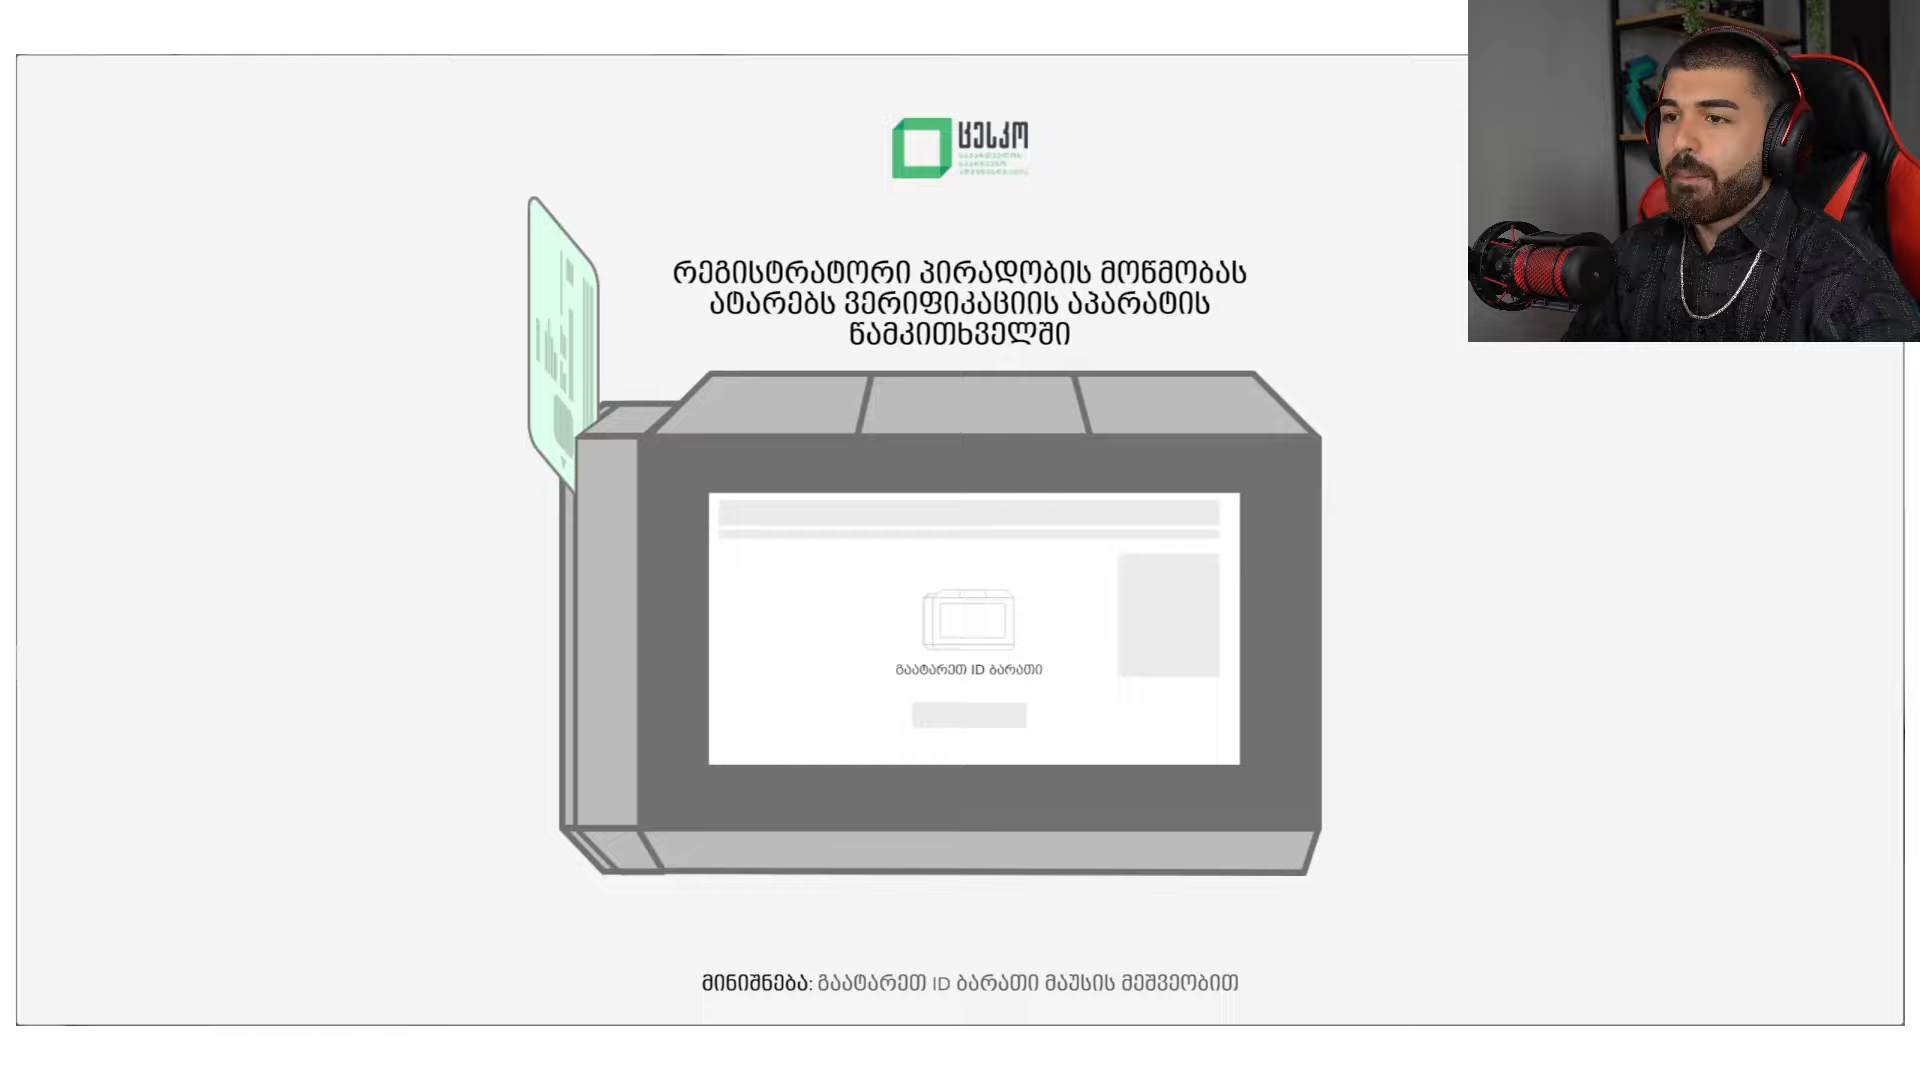 ცესკო
რეგისტრატორი პირადობის მოწმობას
ატარებს ვერიფიკაციის აპარატის
წამკითხველში
გაატარეთ ID ბარათი
მინიშნება: გაატარეთ ID ბარათი მაუსის მეშვეობით